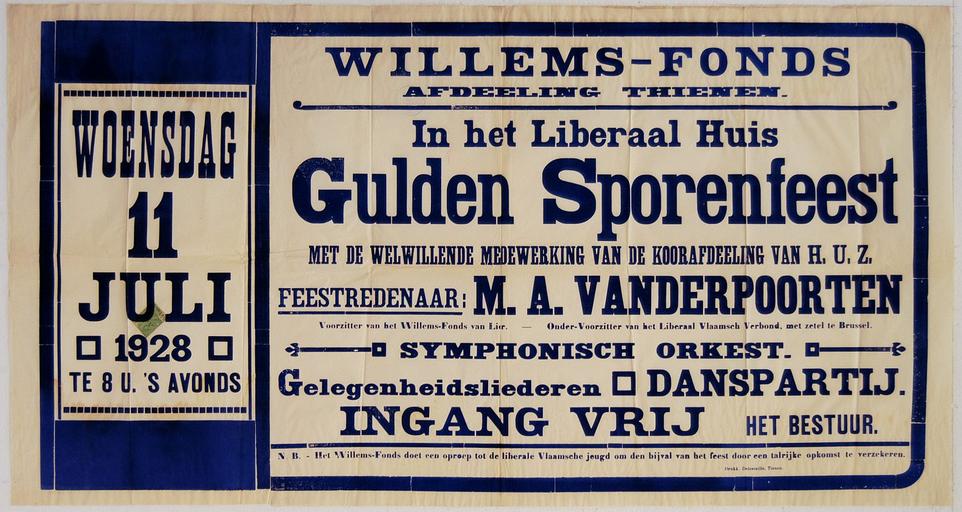 WOENSDAG
11
JULI
1928
TE 8 U. 'S AVONDS
WILLEMS-FONDS
AFDEELING THIENEN.
In het Liberaal Huis
Gulden Sporenfeest
MET DE WELWILLENDE MEDEWERKING VAN DE KOORAFDEELING VAN H. U. Z.
FEESTREDENAAR: M. A. VANDERPOORTEN
Voorzitter van het Willems-Fonds van Lier. — Onder-Voorzitter van het Liberaal Vlaamsch Verbond, met zetel te Brussel.
SYMPHONISCH ORKEST.
Gelegenheidsliederen DANSPARTIJ.
INGANG VRIJ HET BESTUUR.
N. B. - Het Willems-Fonds doet een oproep tot de liberale Vlaamsche jeugd om den bijval van het feest door een talrijke opkomst te verzekeren.
Drukk.